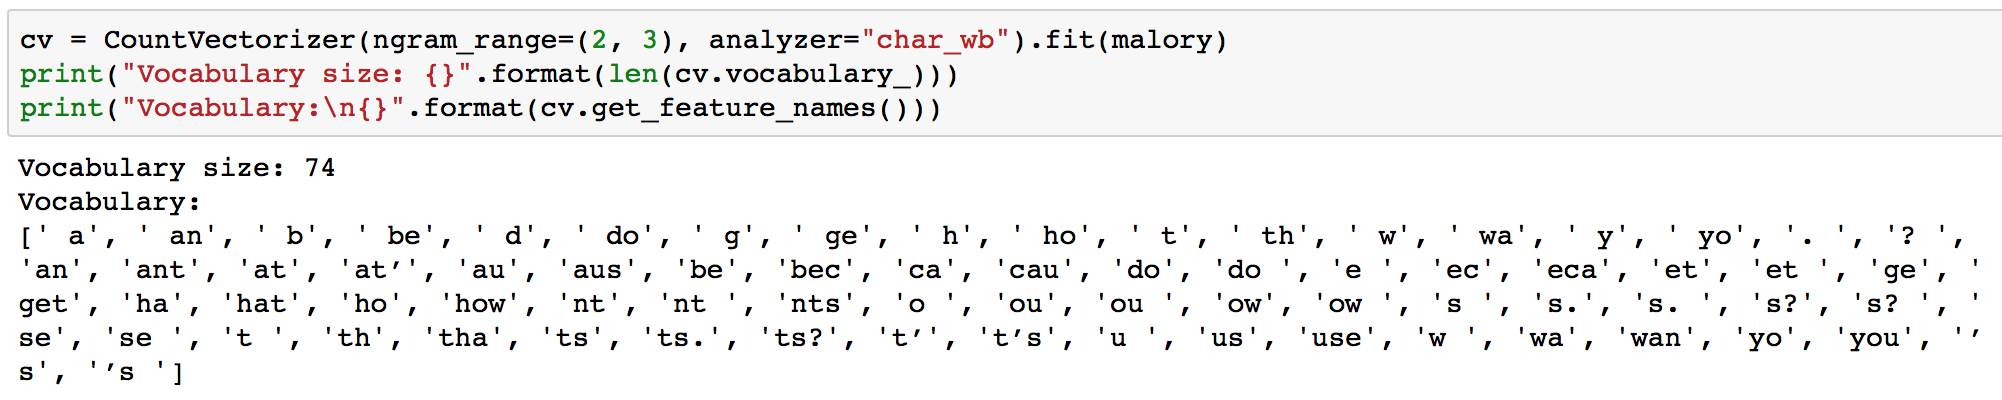 cv = CountVectorizer(ngram_range=(2, 3), analyzer="char_wb").fit(malory)
print("Vocabulary size: {}".format(len(cv.vocabulary_)))
print("Vocabulary:\n{}".format(cv.get_feature_names()))
Vocabulary size: 74
Vocabulary:
[' a', ' an', ' b', ' be', ' d', ' do', ' g', ' ge', ' h', ' ho', ' t', ' th', ' w', ' wa', ' y', ' yo', '. ', '? ',
'an', 'ant', 'at', 'at’', 'au', 'aus', 'be', 'bec', 'ca', 'cau', 'do', 'do ', 'e ', 'ec', 'eca', 'et', 'et ', 'ge', '
get', 'ha', 'hat', 'ho', 'how', 'nt', 'nt ', 'nts', 'o ', 'ou', 'ou ', 'ow', 'ow ', 's ', 's.', 's. ', 's?', 's? ', '
se', 'se ', 't ', 'th', 'tha', 'ts', 'ts.', 'ts?', 't’', 't’s', 'u ', 'us', 'use', 'w ', 'wa', 'wan', 'yo', 'you', '’
s', '’s ']